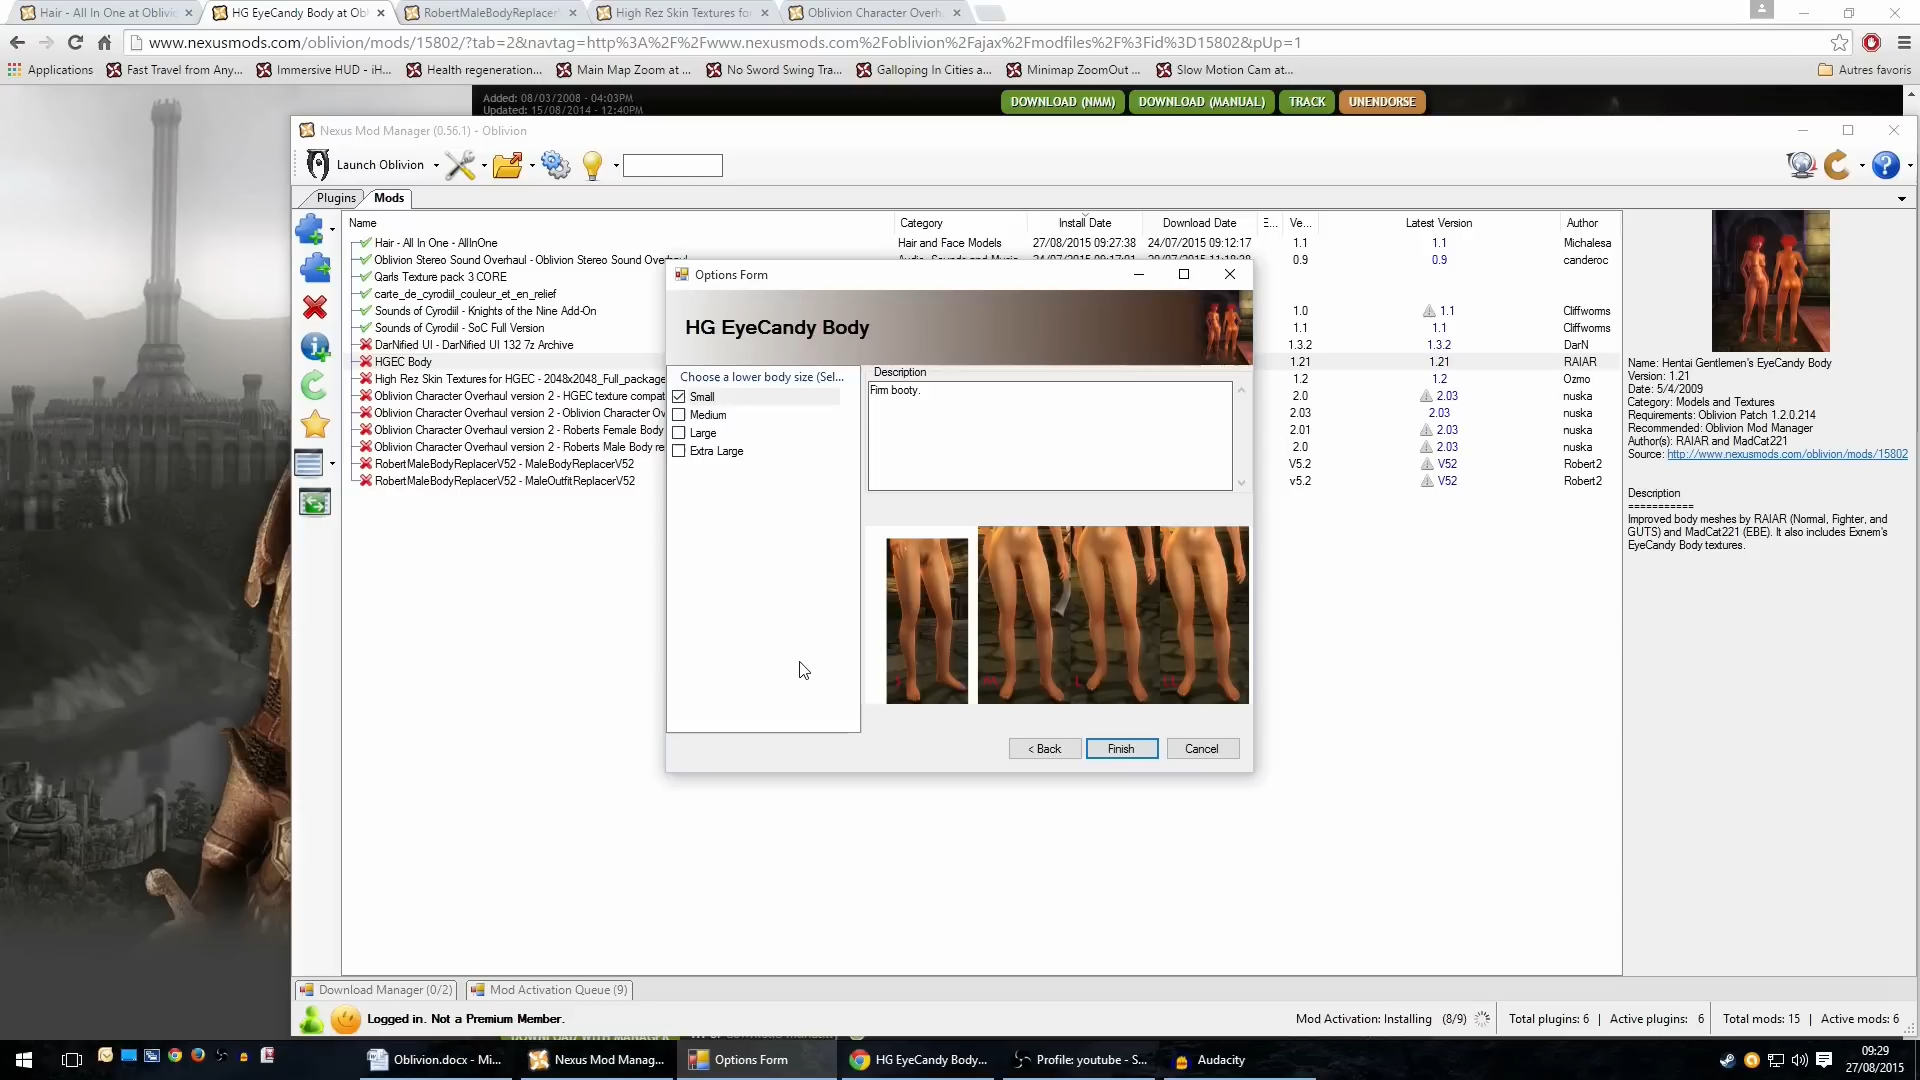 Hair - All In One at Oblivi
HG EyeCandy Body at Obl
RobertMaleBodyReplacer
High Rez Skin Textures fo
Oblivion Character Overh
www.nexusmods.com/oblivion/mods/15802/?tab=2&navtag=http%3A%2F%2Fwww.nexusmods.com%2Foblivion%2Fajax%2Fmodfiles%2F%3Fid%3D15802&pUp=1
Applications
Fast Travel from Any...
Immersive HUD - iH...
Health regeneration...
Main Map Zoom at ...
No Sword Swing Tra...
Galloping In Cities a...
Minimap ZoomOut ...
Slow Motion Cam at...
Autres favoris
Added: 08/03/2008 - 04:03PM
Updated: 15/08/2014 - 12:40PM
DOWNLOAD (NMM)
DOWNLOAD (MANUAL)
TRACK
UNENDORSE
Nexus Mod Manager (0.56.1) - Oblivion
Launch Oblivion
Plugins
Mods
Name Category Install Date Download Date E... Ve... Latest Version Author
Hair - All In One - AllInOne Hair and Face Models 27/08/2015 09:27:38 24/07/2015 09:12:17 1.1 1.1 Michalesa
Oblivion Stereo Sound Overhaul - Oblivion Stereo Sound Overhaul 0.9 0.9 canderoc
Qarls Texture pack 3 CORE
carte_de_cyrodiil_couleur_et_en_relief
Sounds of Cyrodiil - Knights of the Nine Add-On 1.0 1.1 Cliffworms
Sounds of Cyrodiil - SoC Full Version 1.1 1.1 Cliffworms
DarNified UI - DarNified UI 132 7z Archive 1.3.2 1.3.2 DarN
HGEC Body 1.21 1.21 RAIAR
High Rez Skin Textures for HGEC - 2048x2048_Full_package 1.2 1.2 Ozmo
Oblivion Character Overhaul version 2 - HGEC texture compat 2.0 2.03 nuska
Oblivion Character Overhaul version 2 - Oblivion Character Ov 2.03 2.03 nuska
Oblivion Character Overhaul version 2 - Roberts Female Body 2.01 2.03 nuska
Oblivion Character Overhaul version 2 - Roberts Male Body re 2.0 2.03 nuska
RobertMaleBodyReplacerV52 - MaleBodyReplacerV52 V5.2 V52 Robert2
RobertMaleBodyReplacerV52 - MaleOutfitReplacerV52 v5.2 V52 Robert2
Options Form
HG EyeCandy Body
Choose a lower body size (Sel...
Small
Medium
Large
Extra Large
Description
Firm booty.
< Back
Finish
Cancel
Name: Hentai Gentlemen's EyeCandy Body
Version: 1.21
Date: 5/4/2009
Category: Models and Textures
Requirements: Oblivion Patch 1.2.0.214
Recommended: Oblivion Mod Manager
Author(s): RAIAR and MadCat221
Source: http://www.nexusmods.com/oblivion/mods/15802
Description
===========
Improved body meshes by RAIAR (Normal, Fighter, and
GUTS) and MadCat221 (EBE). It also includes Exnem's
EyeCandy Body textures.
Download Manager (0/2)
Mod Activation Queue (9)
Logged in. Not a Premium Member.
Mod Activation: Installing (8/9)
Total plugins: 6 | Active plugins: 6
Total mods: 15 | Active mods: 6
Oblivion.docx - Mi...
Nexus Mod Manag...
Options Form
HG EyeCandy Body...
Profile: youtube - S...
Audacity
09:29
27/08/2015